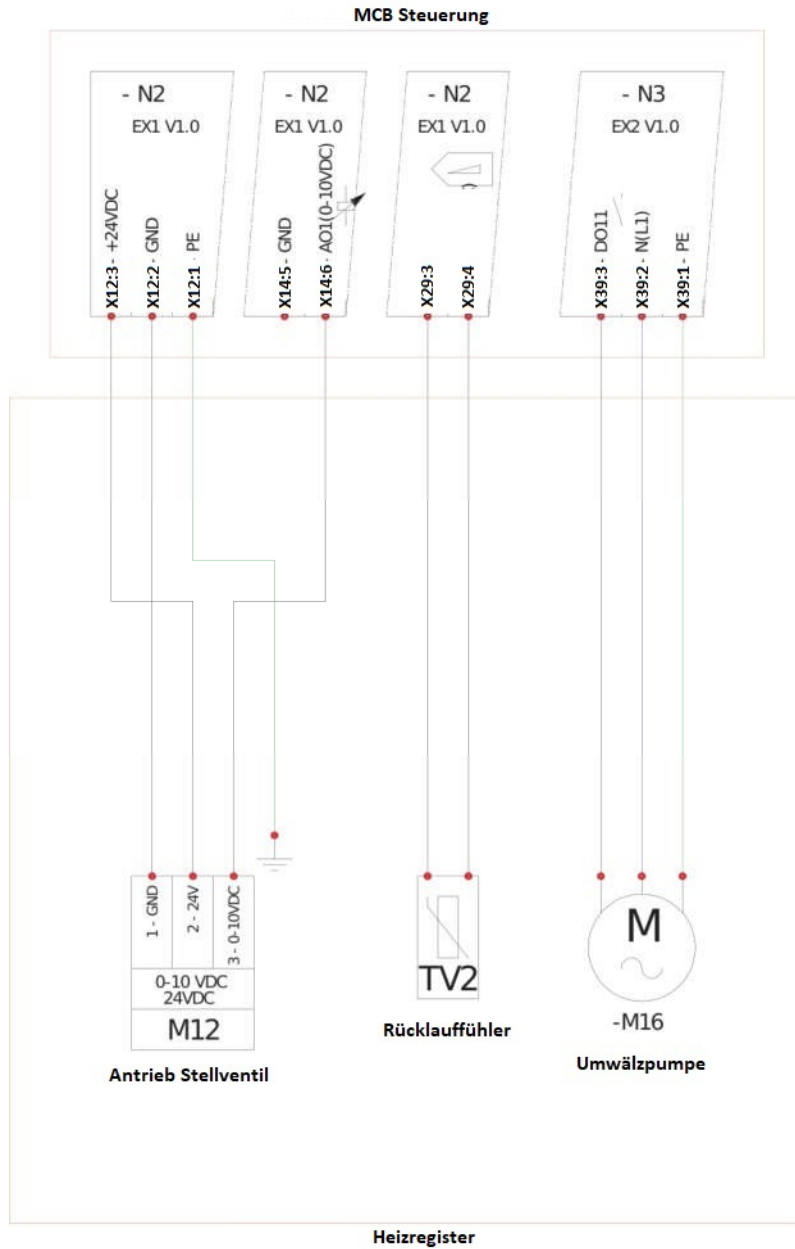 MCB Steuerung
- N2
EX1 V1.0
X12:3 - +24VDC
X12:2 - GND
X12:1 - PE
- N2
EX1 V1.0
X14:5 - GND
X14:6 - AO1(0-10VDC)
- N2
EX1 V1.0
X29:3
X29:4
- N3
EX2 V1.0
X39:3 - DO11
X39:2 - N(L1)
X39:1 - PE
1 - GND
2 - 24V
3 - 0-10VDC
0-10 VDC
24VDC
M12
Antrieb Stellventil
TV2
Rücklauffühler
M
-M16
Umwälzpumpe
Heizregister